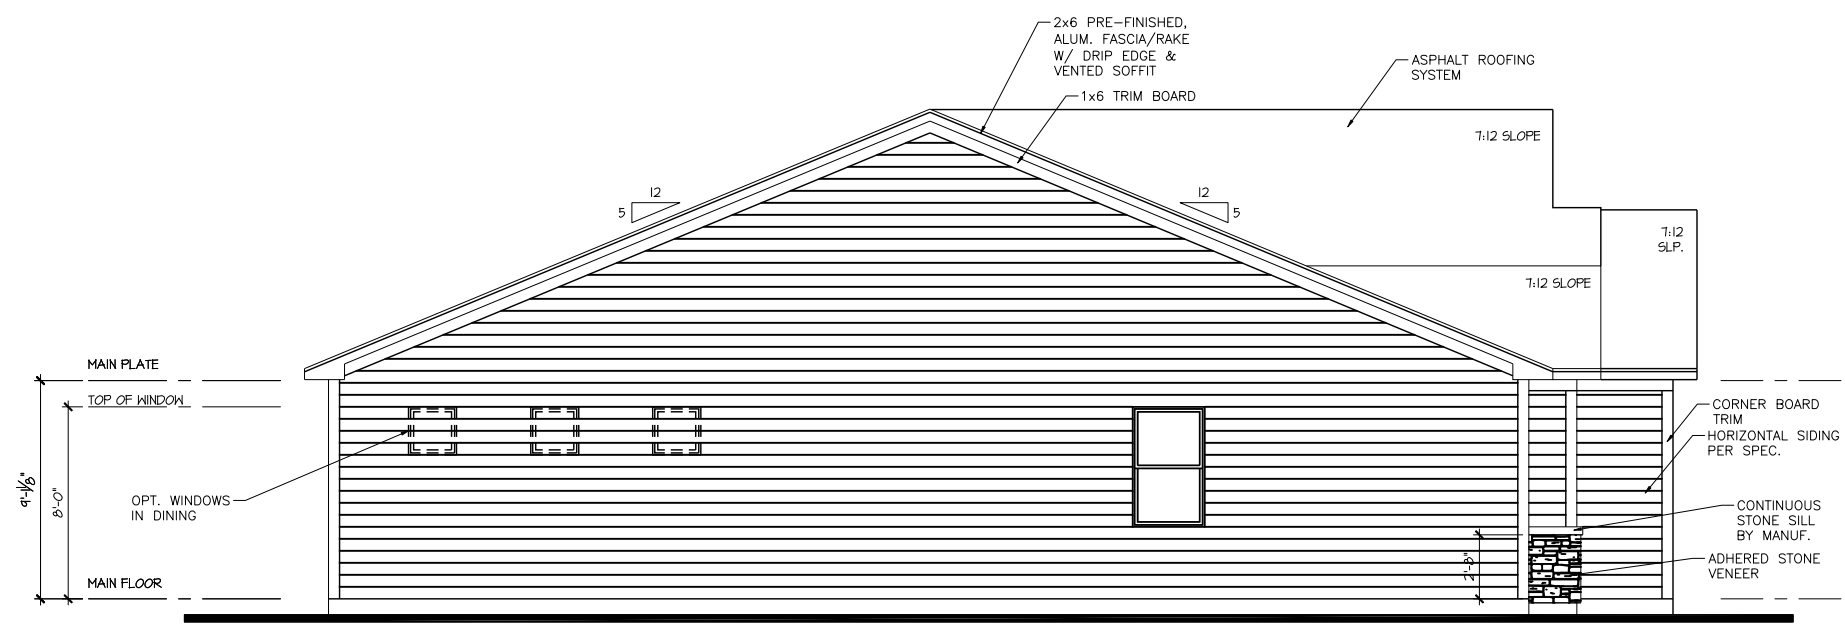 2x6 PRE-FINISHED,
ALUM. FASCIA/RAKE
W/ DRIP EDGE &
VENTED SOFFIT
1x6 TRIM BOARD
ASPHALT ROOFING
SYSTEM
7:12 SLOPE
12
5
12
5
7:12
SLP.
7:12 SLOPE
MAIN PLATE
TOP OF WINDOW
9'-1 1/8"
8'-0"
OPT. WINDOWS
IN DINING
MAIN FLOOR
2'-8"
CORNER BOARD
TRIM
HORIZONTAL SIDING
PER SPEC.
CONTINUOUS
STONE SILL
BY MANUF.
ADHERED STONE
VENEER